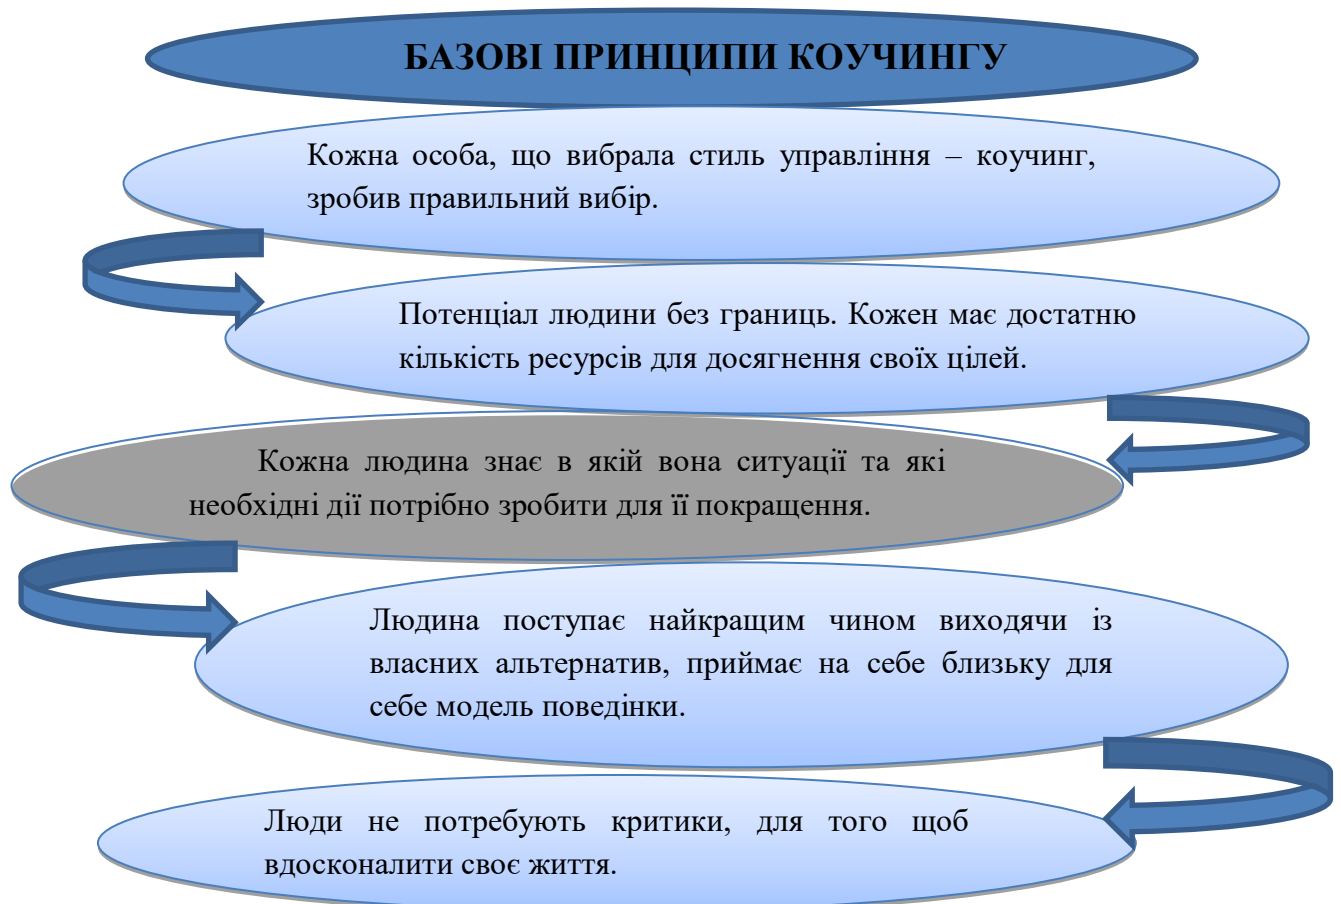 БАЗОВІ ПРИНЦИПИ КОУЧИНГУ
Кожна особа, що вибрала стиль управління – коучинг,
зробив правильний вибір.
Потенціал людини без границь. Кожен має достатню
кількість ресурсів для досягнення своїх цілей.
Кожна людина знає в якій вона ситуації та які
необхідні дії потрібно зробити для її покращення.
Людина поступає найкращим чином виходячи із
власних альтернатив, приймає на себе близьку для
себе модель поведінки.
Люди не потребують критики, для того щоб
вдосконалити своє життя.